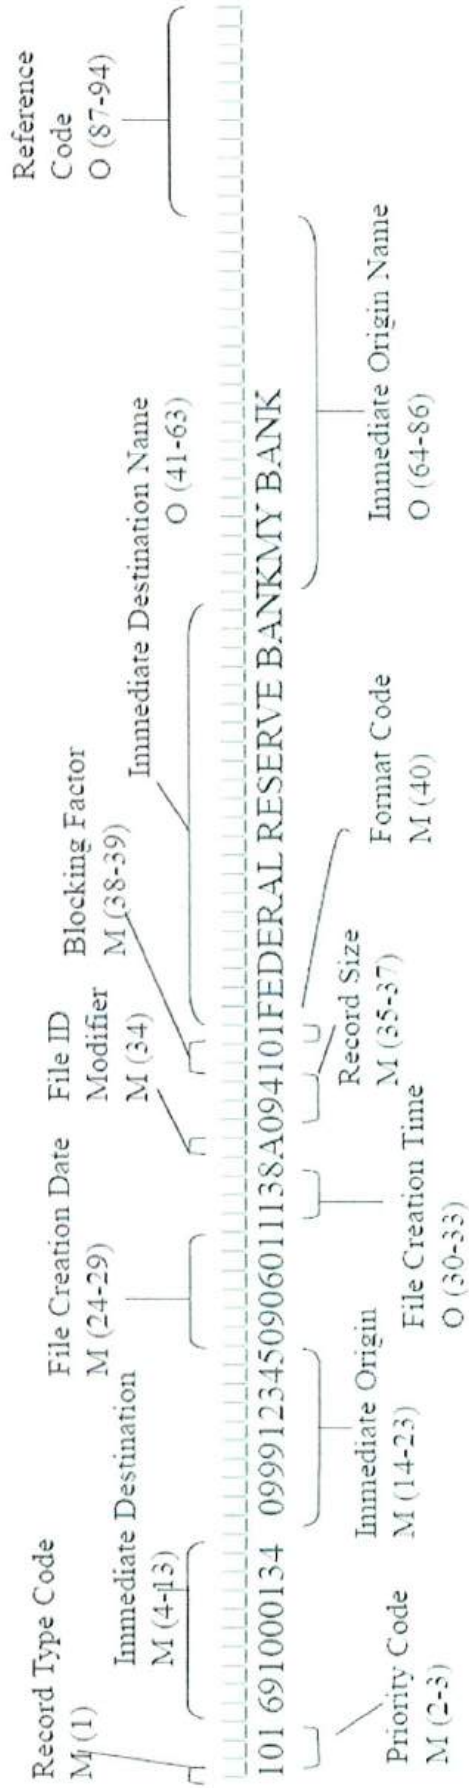 Record Type Code
M (1)
Immediate Destination
M (4-13)
File Creation Date
M (24-29)
File ID
Modifier
M (34)
Blocking Factor
M (38-39)
Immediate Destination Name
O (41-63)
Reference
Code
O (87-94)
101 691000134 0999123450906011138A094101FEDERAL RESERVE BANKMY BANK
Priority Code
M (2-3)
Immediate Origin
M (14-23)
File Creation Time
O (30-33)
Record Size
M (35-37)
Format Code
M (40)
Immediate Origin Name
O (64-86)